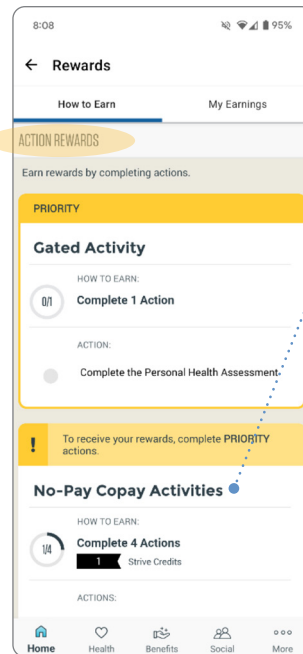 8:08
95%
← Rewards
How to Earn
My Earnings
ACTION REWARDS
Earn rewards by completing actions.
PRIORITY
Gated Activity
HOW TO EARN:
0/1
Complete 1 Action
ACTION:
Complete the Personal Health Assessment
!
To receive your rewards, complete PRIORITY
actions.
No-Pay Copay Activities
HOW TO EARN:
1/4
Complete 4 Actions
1
Strive Credits
ACTIONS:
Home
Health
Benefits
Social
More